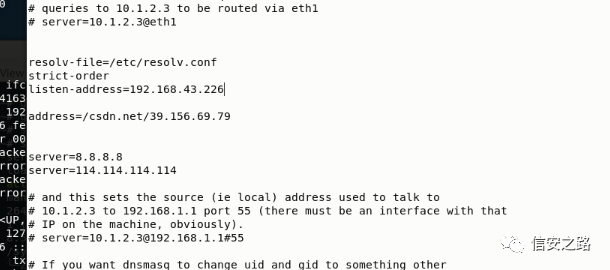 # queries to 10.1.2.3 to be routed via eth1
# server=10.1.2.3@eth1
resolv-file=/etc/resolv.conf
strict-order
listen-address=192.168.43.226
address=/csdn.net/39.156.69.79
server=8.8.8.8
server=114.114.114.114
# and this sets the source (ie local) address used to talk to
# 10.1.2.3 to 192.168.1.1 port 55 (there must be an interface with that
# IP on the machine, obviously).
# server=10.1.2.3@192.168.1.1#55
# If you want dnsmasq to change uid and gid to something other
ifc
4163
192
6 fe
r 00
acke
rror
acke
rror
<UP,
127
6 ::
tx
信安之路